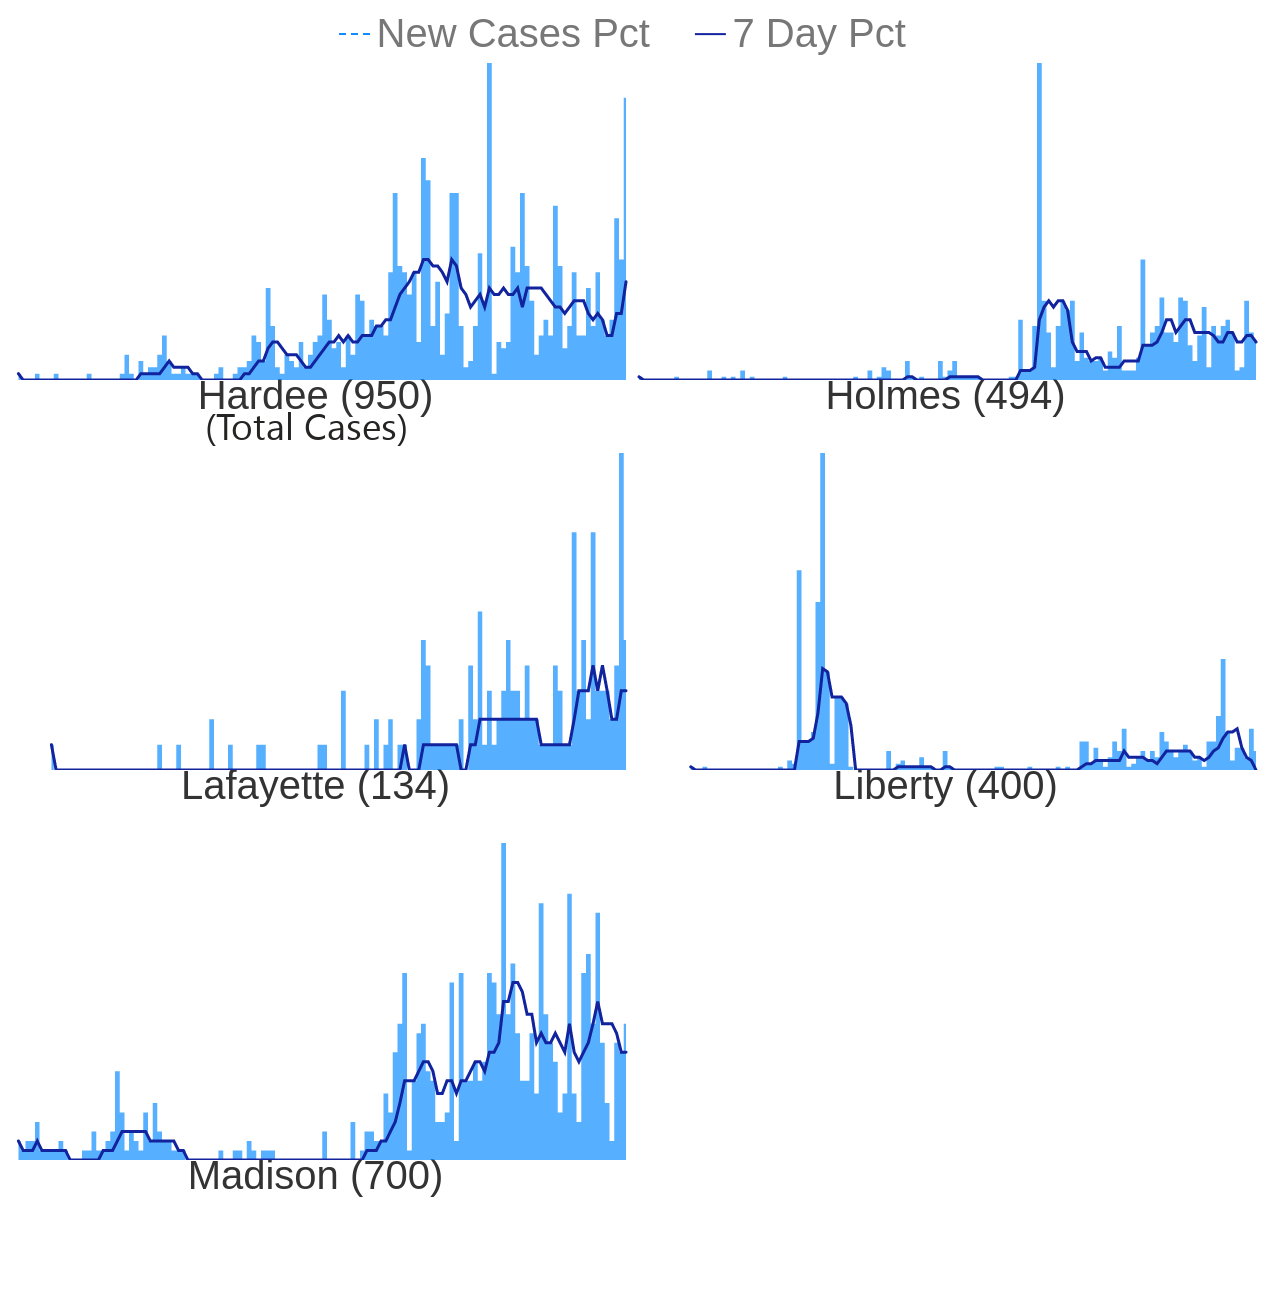 New Cases Pct 7 Day Pct
Hardee (950) Holmes (494)
(Total Cases)
Lafayette (134) Liberty (400)
Madison (700)